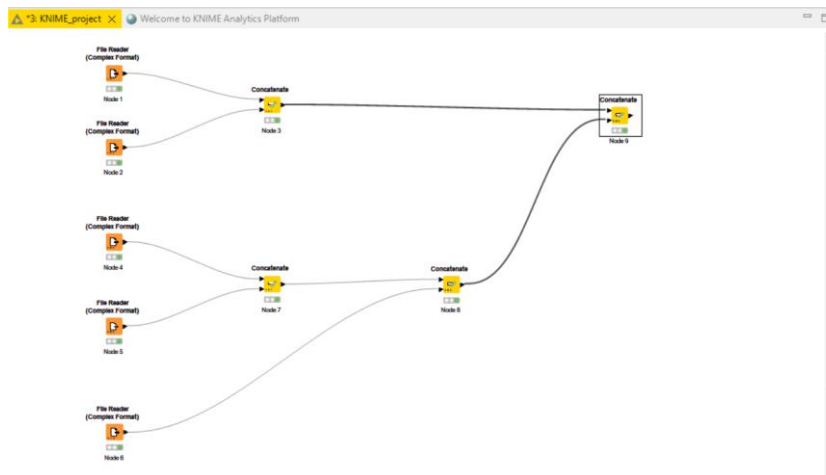 *3: KNIME_project
Welcome to KNIME Analytics Platform
File Reader
(Complex Format)
Node 1
Concatenate
Node 3
Concatenate
Node 9
File Reader
(Complex Format)
Node 2
File Reader
(Complex Format)
Node 4
Concatenate
Node 7
Concatenate
Node 8
File Reader
(Complex Format)
Node 5
File Reader
(Complex Format)
Node 6